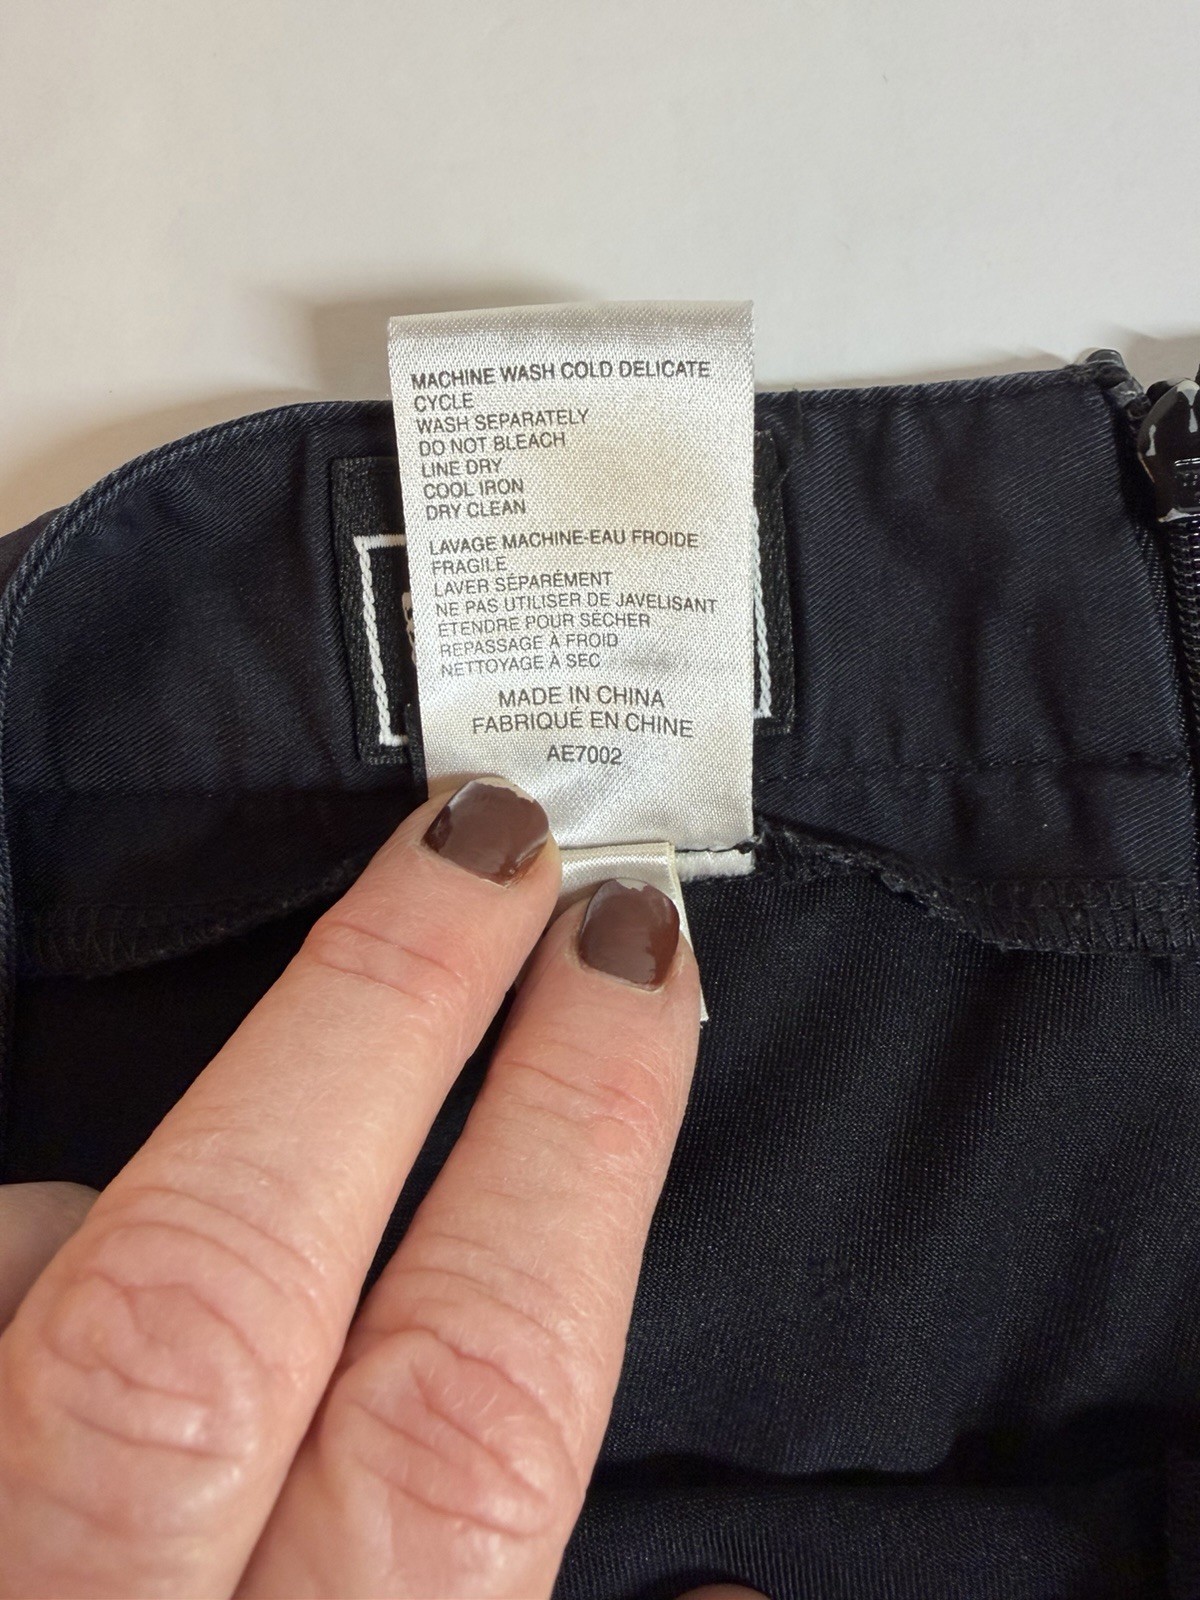 MACHINE WASH COLD DELICATE
CYCLE
WASH SEPARATELY
DO NOT BLEACH
LINE DRY
COOL IRON
DRY CLEAN
LAVAGE MACHINE-EAU FROIDE
FRAGILE
LAVER SÉPARÉMENT
NE PAS UTILISER DE JAVELISANT
ETENDRE POUR SÉCHER
REPASSAGE À FROID
NETTOYAGE À SEC
MADE IN CHINA
FABRIQUÉ EN CHINE
AE7002